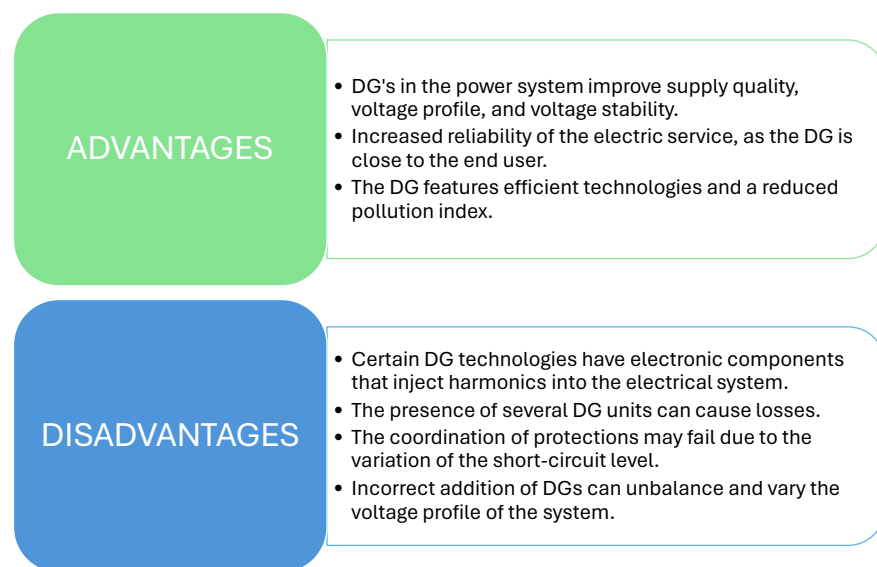 ADVANTAGES
• DG's in the power system improve supply quality,
voltage profile, and voltage stability.
• Increased reliability of the electric service, as the DG is
close to the end user.
• The DG features efficient technologies and a reduced
pollution index.
DISADVANTAGES
• Certain DG technologies have electronic components
that inject harmonics into the electrical system.
• The presence of several DG units can cause losses.
• The coordination of protections may fail due to the
variation of the short-circuit level.
• Incorrect addition of DGs can unbalance and vary the
voltage profile of the system.